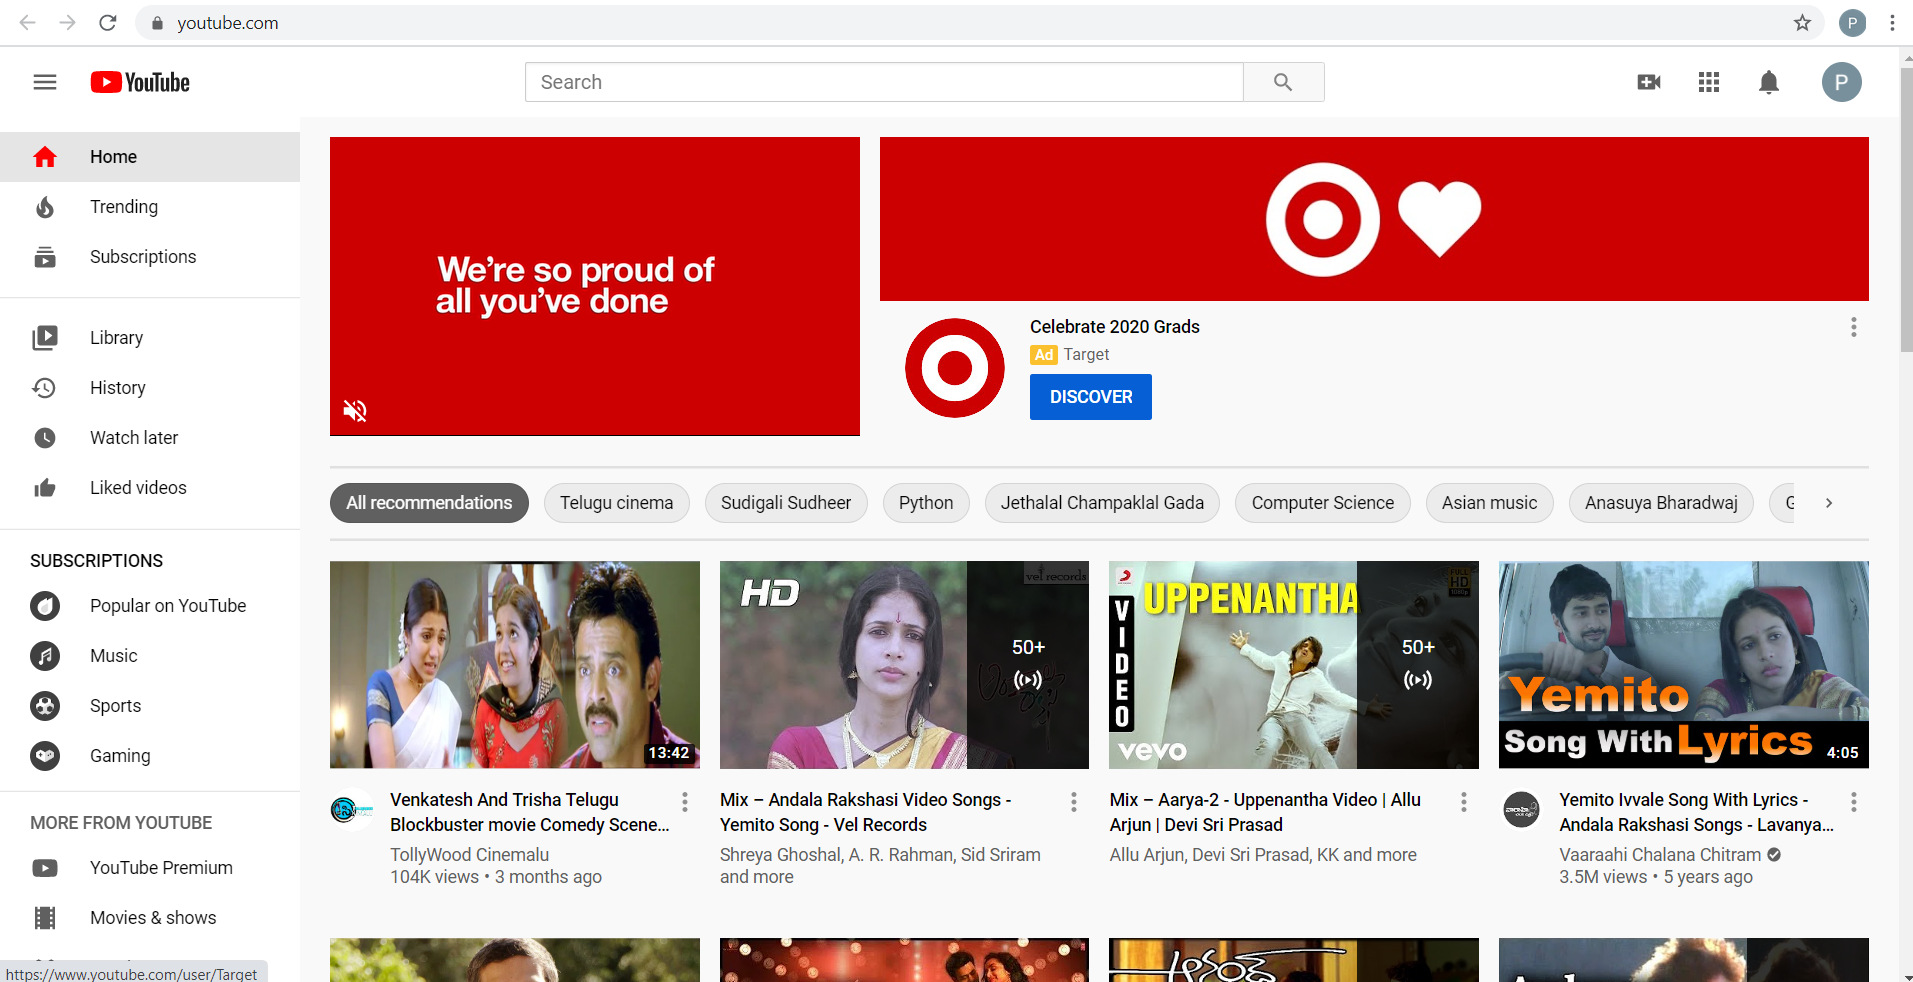 youtube.com
P
YouTube
Search
P
Home
Trending
Subscriptions
Library
History
Watch later
Liked videos
SUBSCRIPTIONS
Popular on YouTube
Music
Sports
Gaming
MORE FROM YOUTUBE
YouTube Premium
Movies & shows
https://www.youtube.com/user/Target
We're so proud of
all you've done
Celebrate 2020 Grads
Ad Target
DISCOVER
All recommendations
Telugu cinema
Sudigali Sudheer
Python
Jethalal Champaklal Gada
Computer Science
Asian music
Anasuya Bharadwaj
13:42
Venkatesh And Trisha Telugu
Blockbuster movie Comedy Scene...
TollyWood Cinemalu
104K views • 3 months ago
HD
vel records
50+
Mix – Andala Rakshasi Video Songs -
Yemito Song - Vel Records
Shreya Ghoshal, A. R. Rahman, Sid Sriram
and more
VIDEO
UPPENANTHA
FULL HD
1080p
vevo
50+
Mix – Aarya-2 - Uppenantha Video | Allu
Arjun | Devi Sri Prasad
Allu Arjun, Devi Sri Prasad, KK and more
Yemito
Song With Lyrics
4:05
Yemito Ivvale Song With Lyrics -
Andala Rakshasi Songs - Lavanya...
Vaaraahi Chalana Chitram
3.5M views • 5 years ago